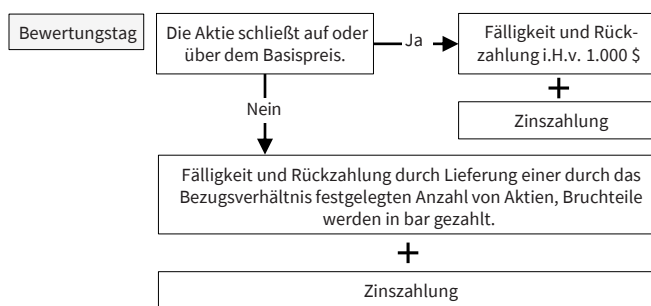 Bewertungstag
Die Aktie schließt auf oder
über dem Basispreis.
Ja
Fälligkeit und Rück-
zahlung i.H.v. 1.000 $
+
Zinszahlung
Nein
Fälligkeit und Rückzahlung durch Lieferung einer durch das
Bezugsverhältnis festgelegten Anzahl von Aktien, Bruchteile
werden in bar gezahlt.
+
Zinszahlung